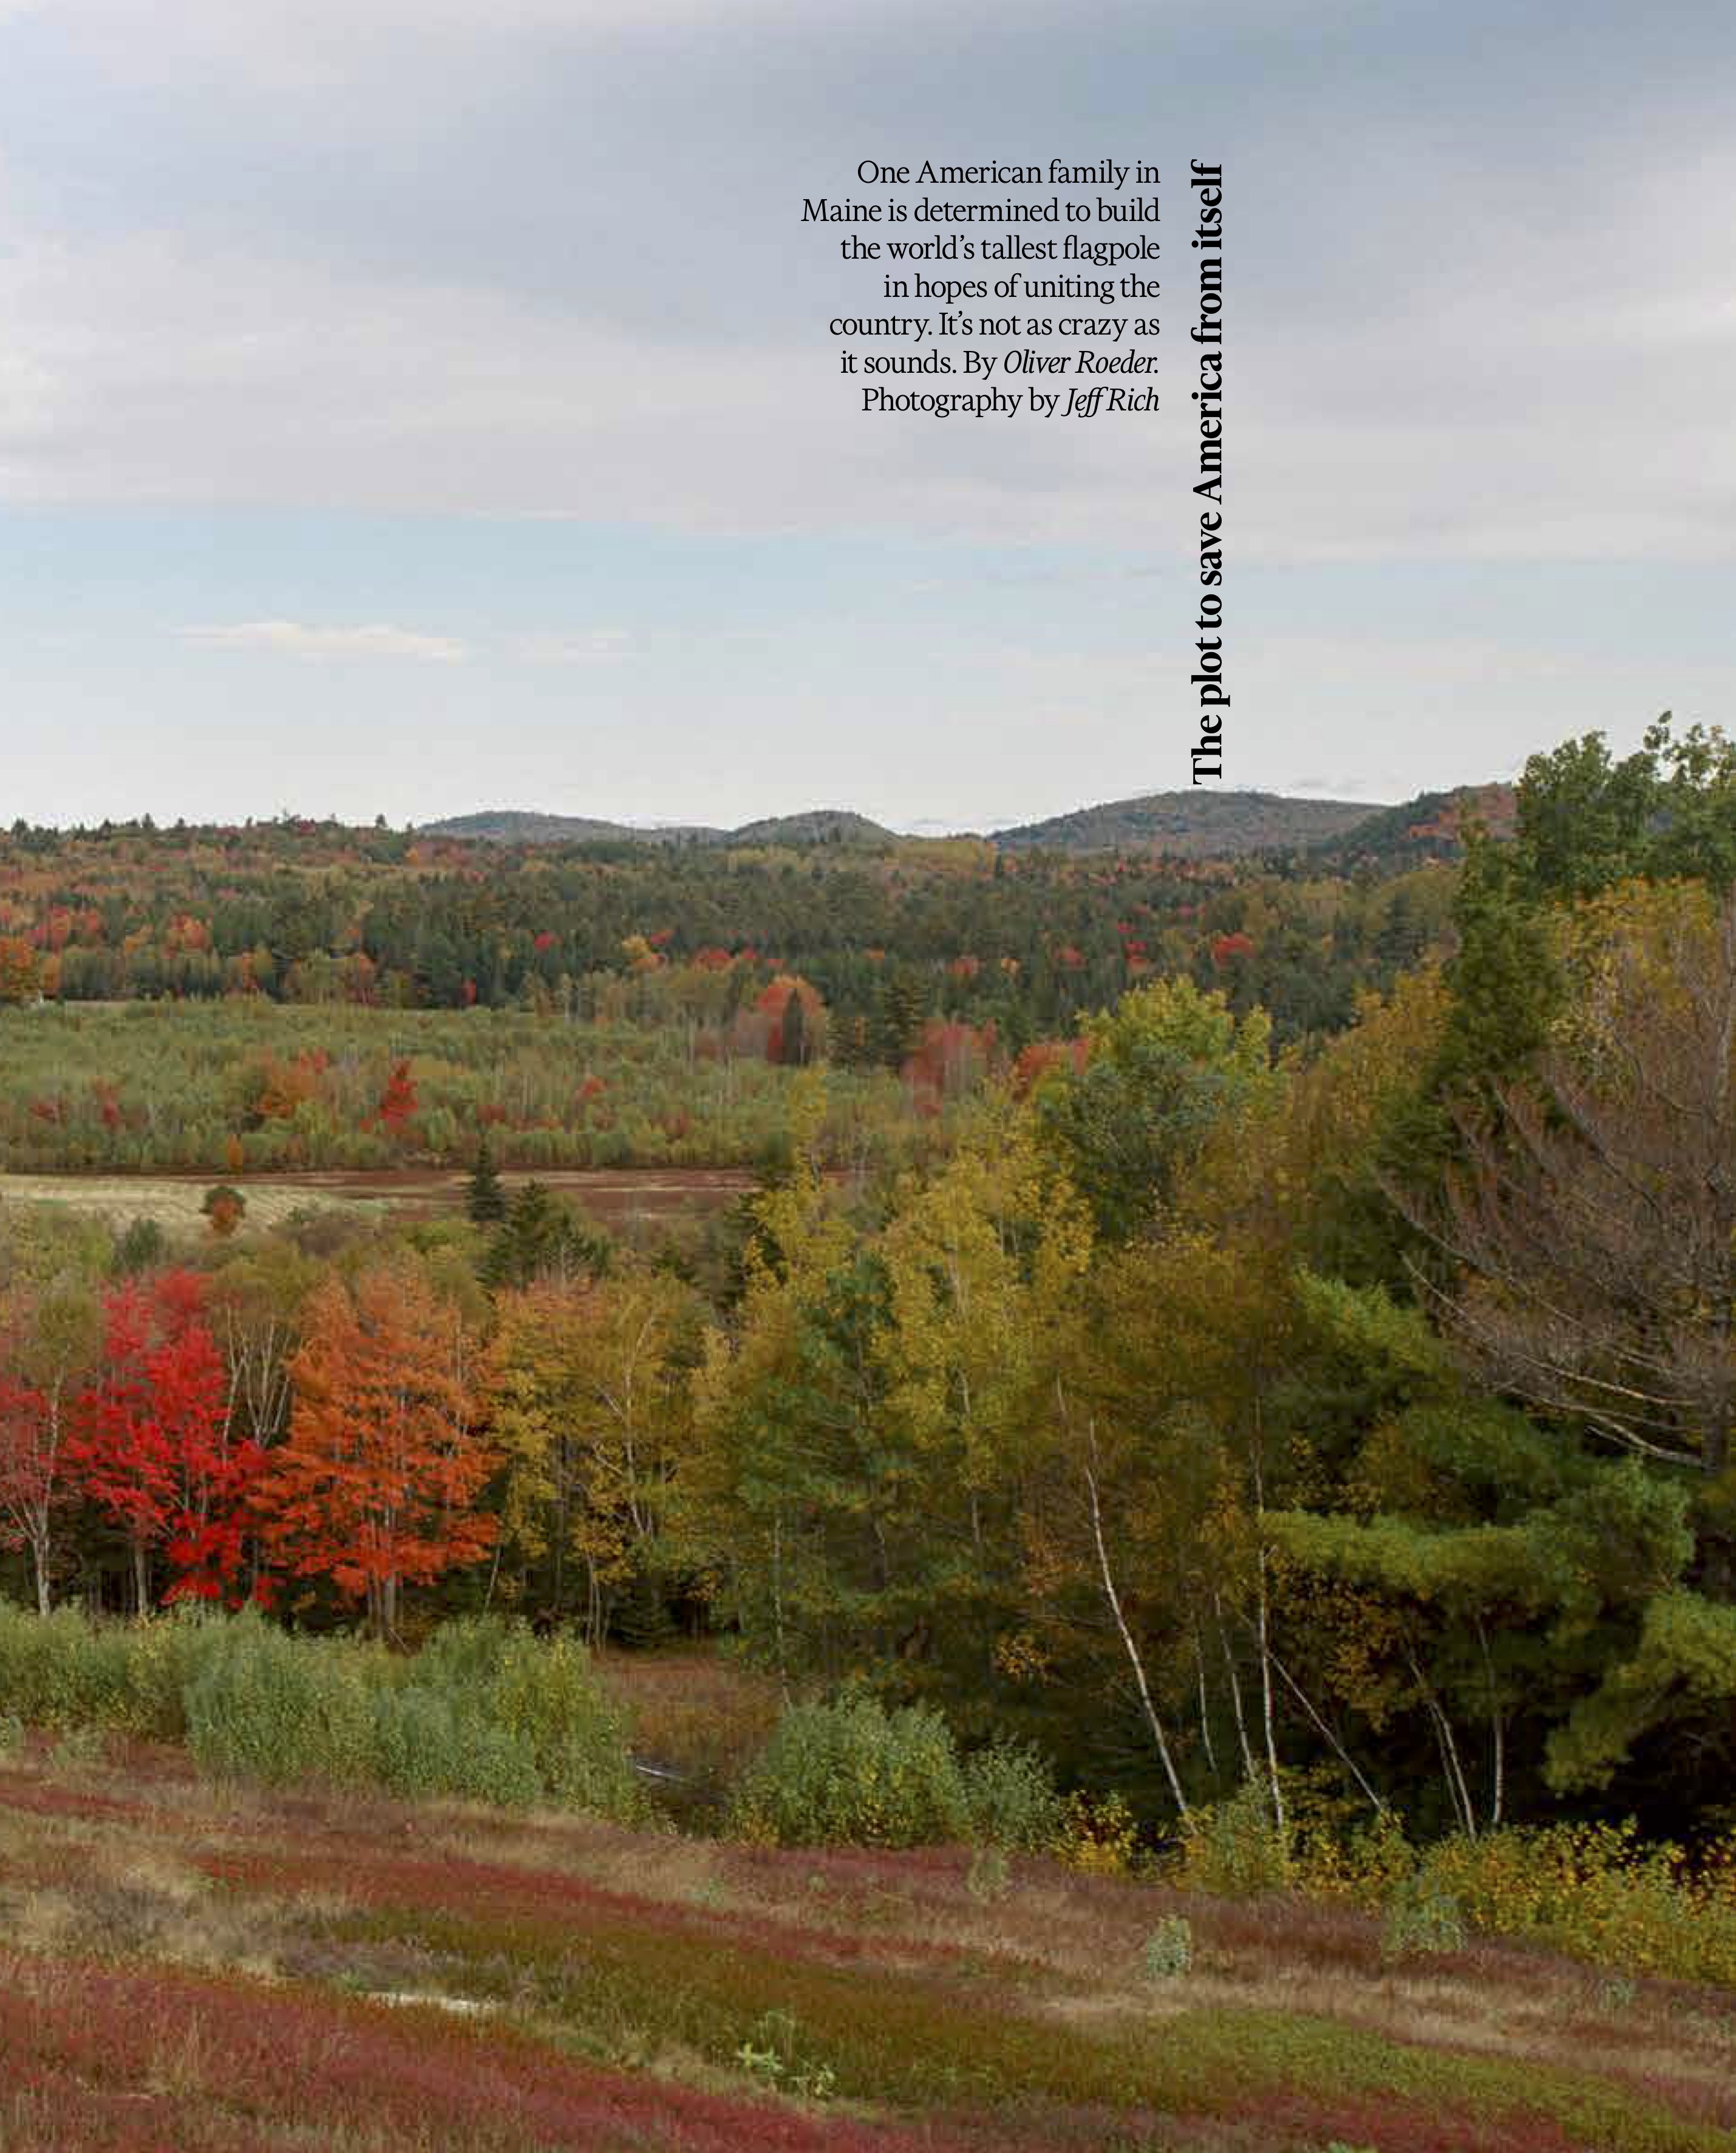 One American family in
Maine is determined to build
the world’s tallest flagpole
in hopes of uniting the
country. It’s not as crazy as
it sounds. By Oliver Roeder.
Photography by Jeff Rich
The plot to save America from itself